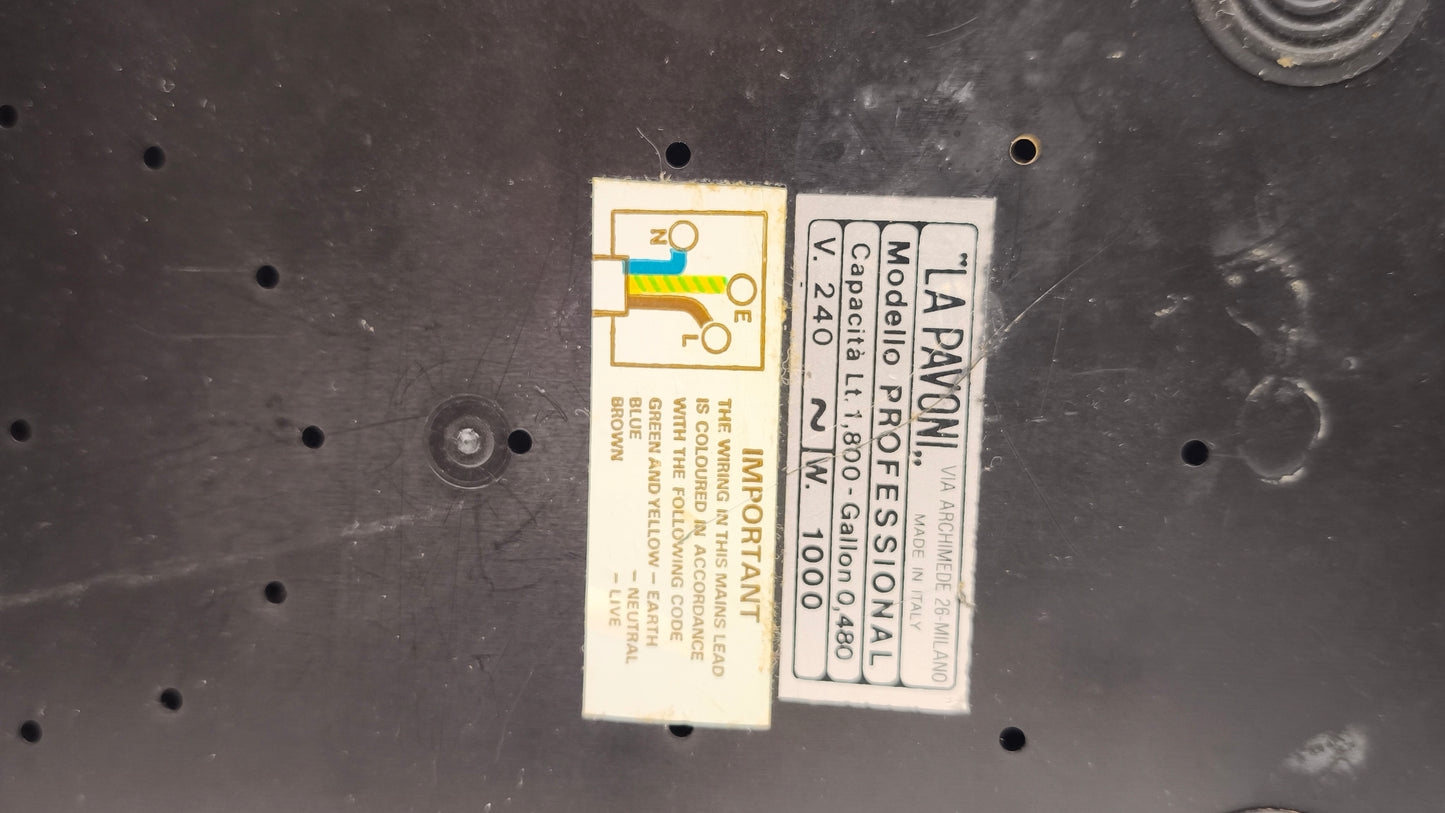 "LA PAVONI„ VIA ARCHIMEDE 26-MILANO
MADE IN ITALY
Modello PROFESSIONAL
Capacità Lt. 1,800 - Gallon 0,480
V. 240 ~ W. 1000
E
L
N
IMPORTANT
THE WIRING IN THIS MAINS LEAD
IS COLOURED IN ACCORDANCE
WITH THE FOLLOWING CODE
GREEN AND YELLOW – EARTH
BLUE – NEUTRAL
BROWN – LIVE